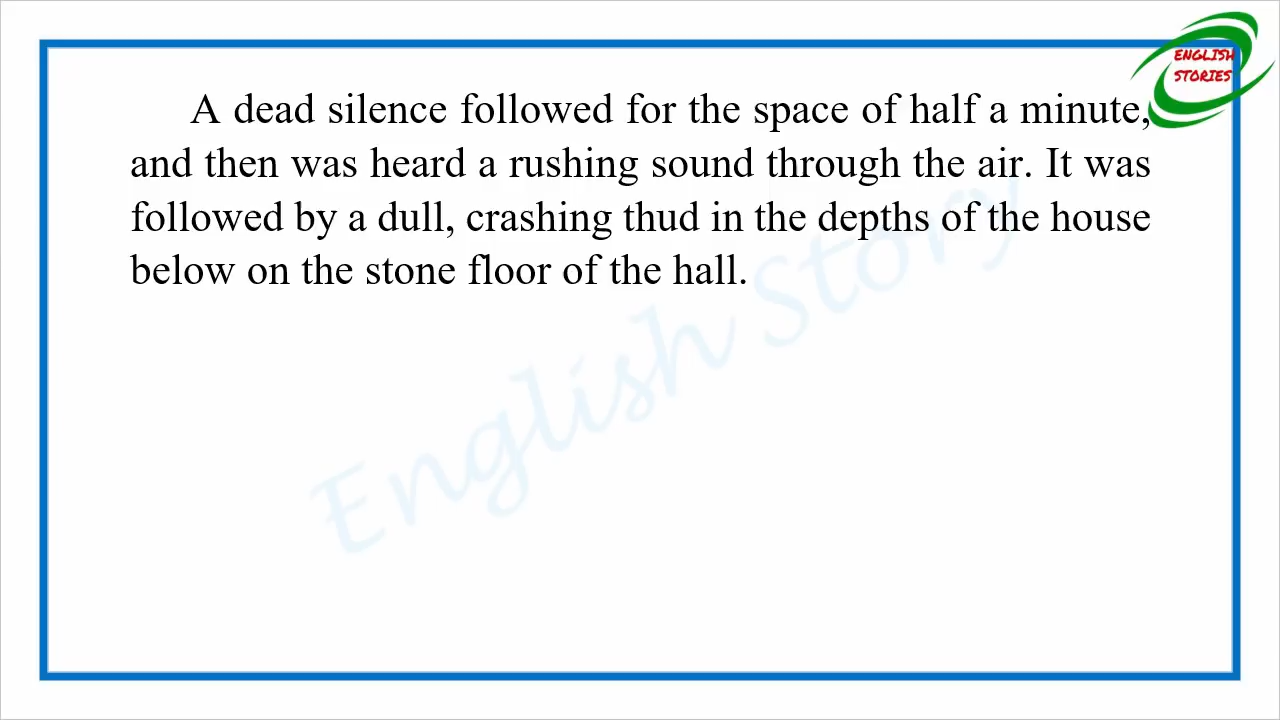 ENGLISH
STORIES
A dead silence followed for the space of half a minute,
and then was heard a rushing sound through the air. It was
followed by a dull, crashing thud in the depths of the house
below on the stone floor of the hall.
English Story